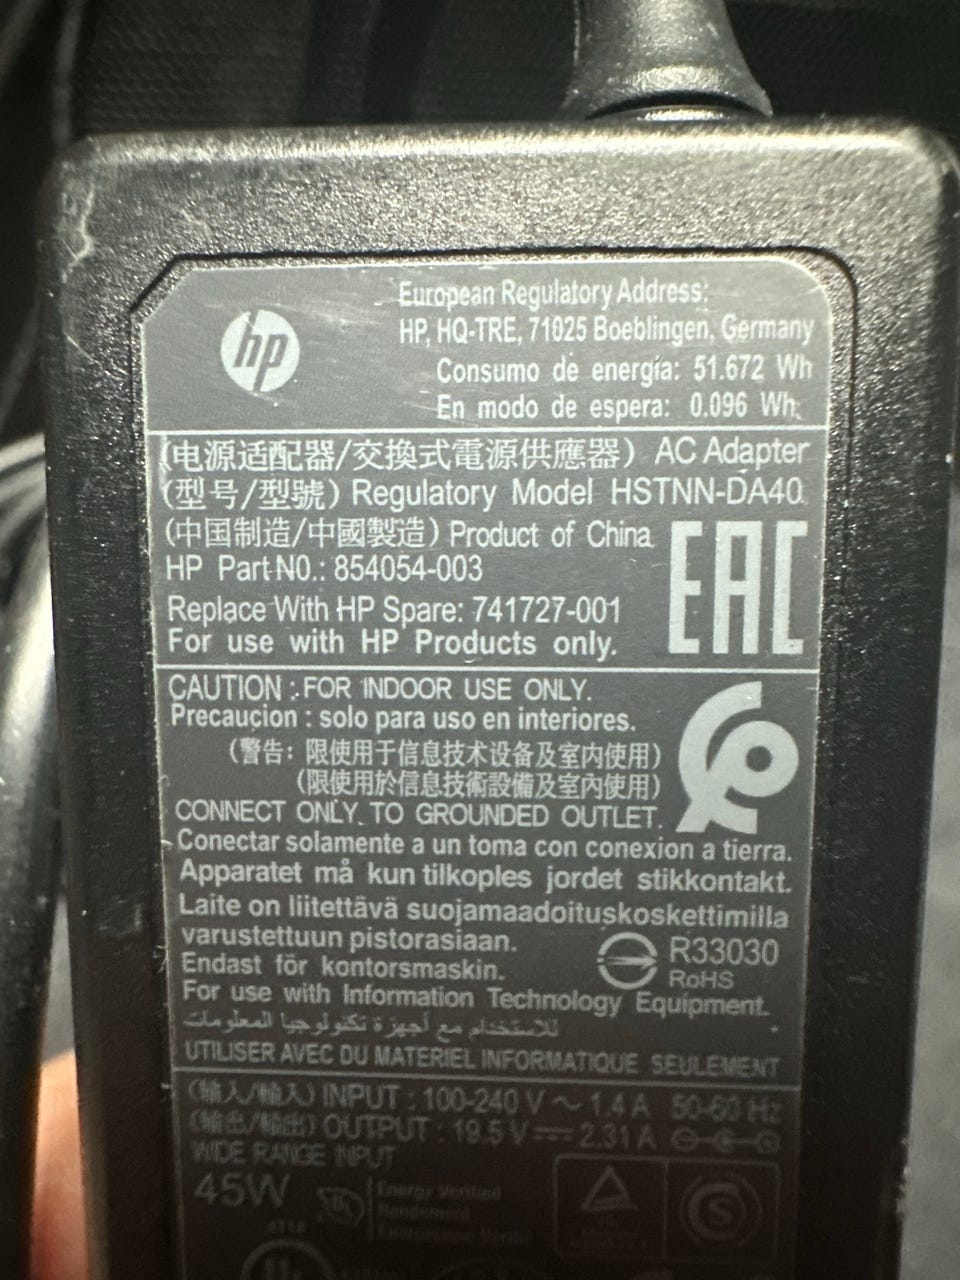 hp
European Regulatory Address:
HP, HQ-TRE, 71025 Boeblingen, Germany
Consumo de energía: 51.672 Wh
En modo de espera: 0.096 Wh
(电源适配器/交換式電源供應器) AC Adapter
(型号/型號) Regulatory Model HSTNN-DA40
(中国制造/中國製造) Product of China
HP Part N0.: 854054-003
Replace With HP Spare: 741727-001
For use with HP Products only.
EAC
CAUTION : FOR INDOOR USE ONLY.
Precaucion : solo para uso en interiores.
(警告: 限使用于信息技术设备及室内使用)
(限使用於信息技術設備及室內使用)
CONNECT ONLY TO GROUNDED OUTLET.
Conectar solamente a un toma con conexion a tierra.
Apparatet må kun tilkoples jordet stikkontakt.
Laite on liitettävä suojamaadoituskoskettimilla
varustettuun pistorasiaan.
Endast för kontorsmaskin.
R33030
RoHS
For use with Information Technology Equipment.
للاستخدام مع أجهزة تكنولوجيا المعلومات
UTILISER AVEC DU MATERIEL INFORMATIQUE SEULEMENT
(输入/輸入) INPUT : 100-240 V ~ 1.4 A 50-60 Hz
(输出/輸出) OUTPUT : 19.5 V ⎓ 2.31 A
WIDE RANGE INPUT
45W
Energy Verified
Rendement
Énergétique Vérifié
4T18